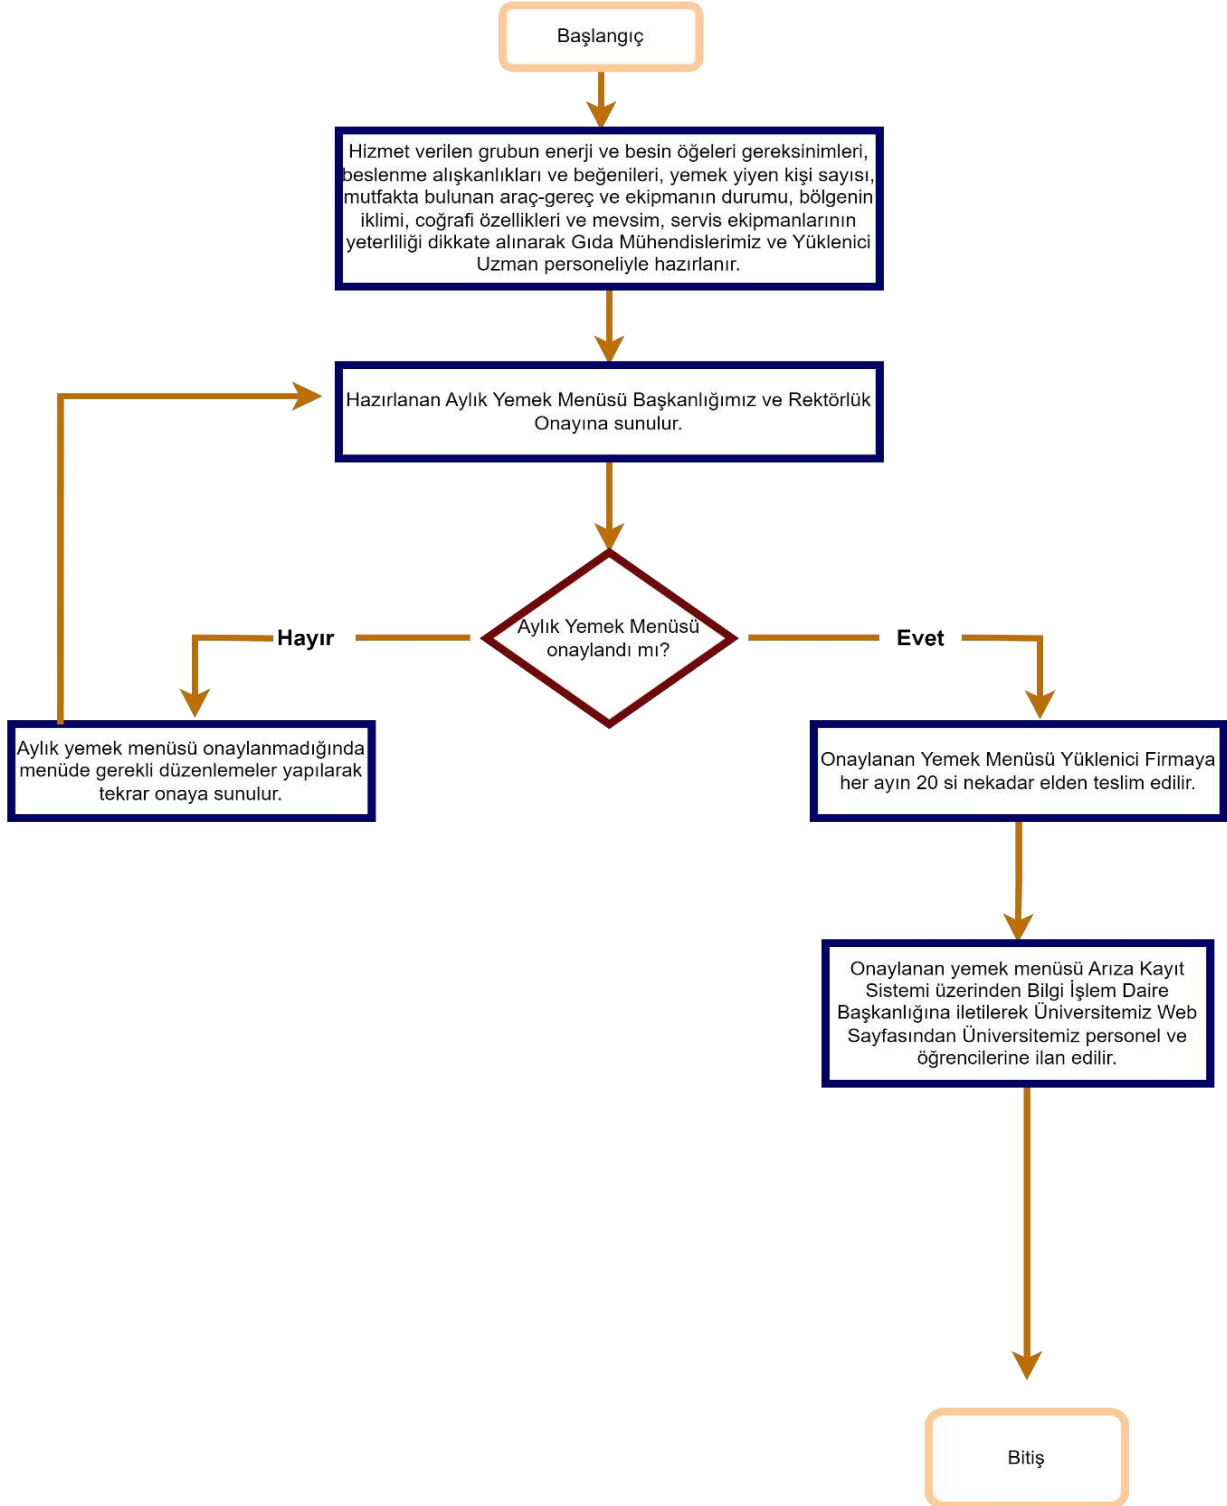 Başlangıç
Hizmet verilen grubun enerji ve besin öğeleri gereksinimleri,
beslenme alışkanlıkları ve beğenileri, yemek yiyen kişi sayısı,
mutfakta bulunan araç-gereç ve ekipmanın durumu, bölgenin
iklimi, coğrafi özellikleri ve mevsim, servis ekipmanlarının
yeterliliği dikkate alınarak Gıda Mühendislerimiz ve Yüklenici
Uzman personeliyle hazırlanır.
Hazırlanan Aylık Yemek Menüsü Başkanlığımız ve Rektörlük
Onayına sunulur.
Aylık Yemek Menüsü
onaylandı mı?
Hayır
Evet
Aylık yemek menüsü onaylanmadığında
menüde gerekli düzenlemeler yapılarak
tekrar onaya sunulur.
Onaylanan Yemek Menüsü Yüklenici Firmaya
her ayın 20 si nekadar elden teslim edilir.
Onaylanan yemek menüsü Arıza Kayıt
Sistemi üzerinden Bilgi İşlem Daire
Başkanlığına iletilerek Üniversitemiz Web
Sayfasından Üniversitemiz personel ve
öğrencilerine ilan edilir.
Bitiş